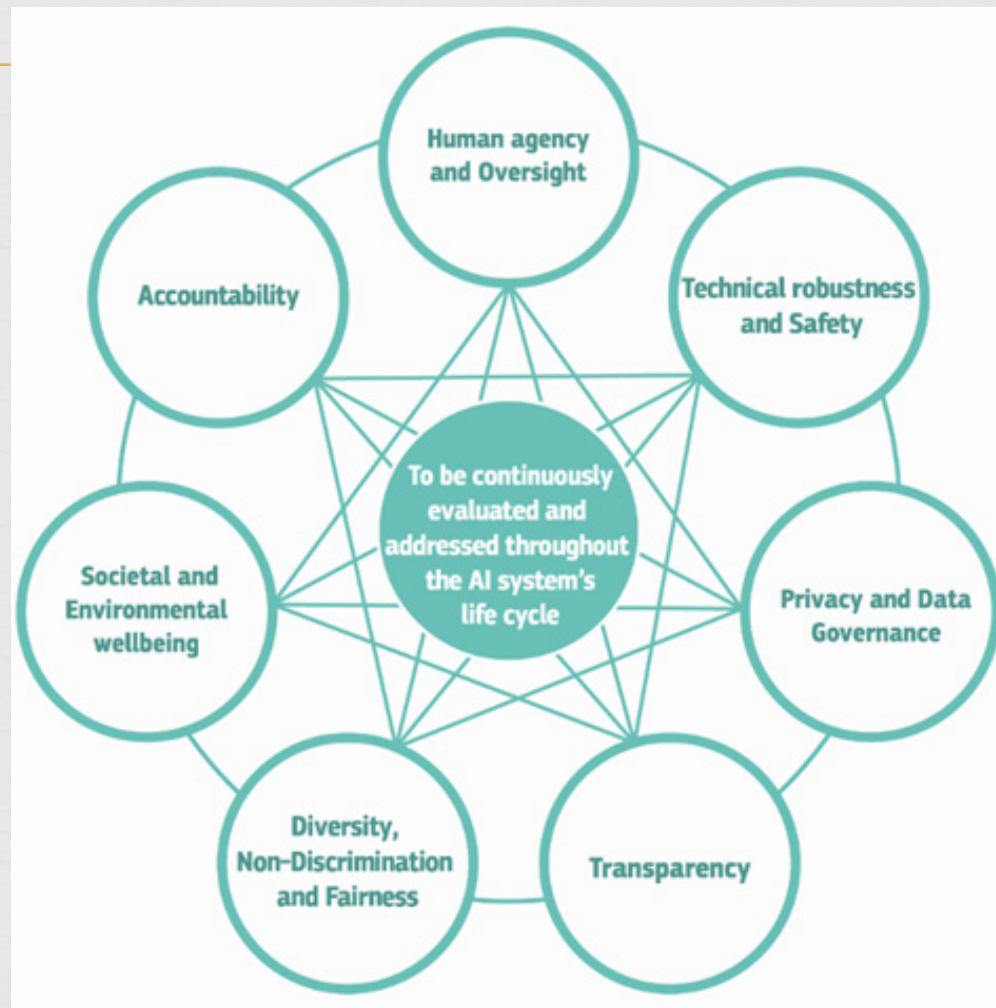 Human agency
and Oversight
Technical robustness
and Safety
Privacy and Data
Governance
Transparency
Diversity,
Non-Discrimination
and Fairness
Societal and
Environmental
wellbeing
Accountability
To be continuously
evaluated and
addressed throughout
the AI system's
life cycle